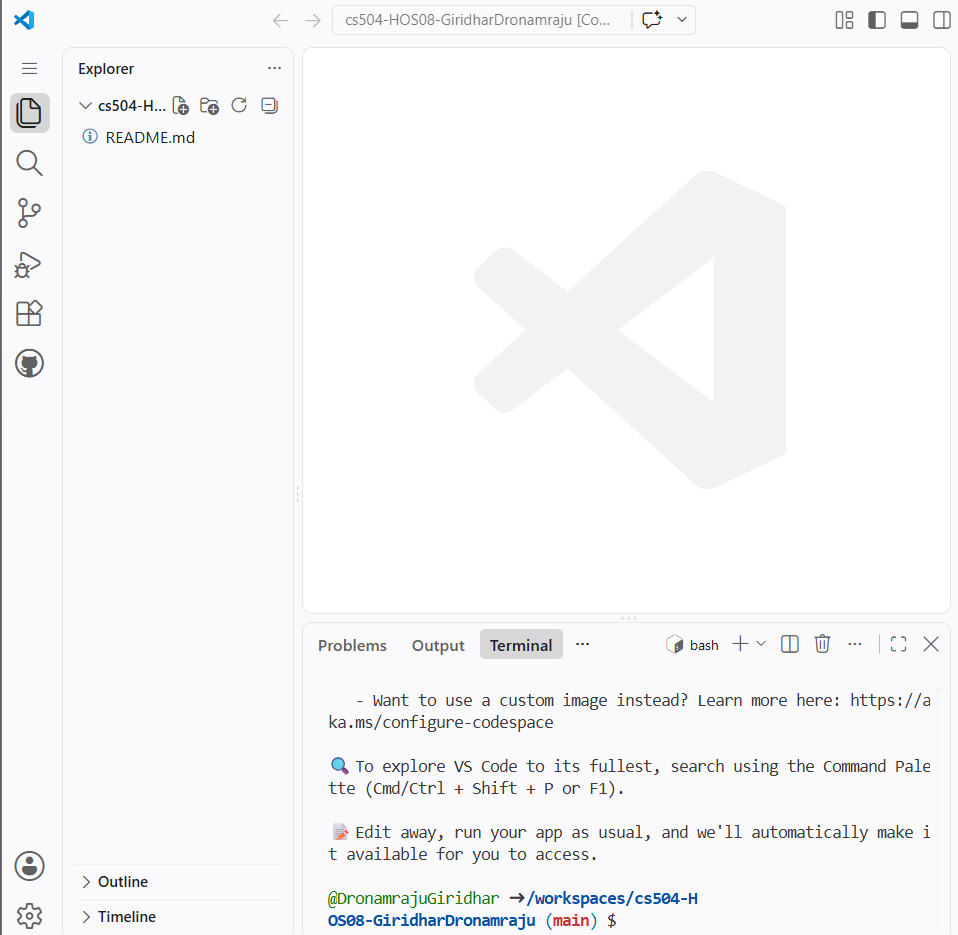 cs504-HOS08-GiridharDronamraju [Co...
Explorer
cs504-H...
README.md
Problems
Output
Terminal
bash
- Want to use a custom image instead? Learn more here: https://a
ka.ms/configure-codespace
To explore VS Code to its fullest, search using the Command Pale
tte (Cmd/Ctrl + Shift + P or F1).
Edit away, run your app as usual, and we'll automatically make i
t available for you to access.
@DronamrajuGiridhar ➜/workspaces/cs504-H
OS08-GiridharDronamraju (main) $
Outline
Timeline